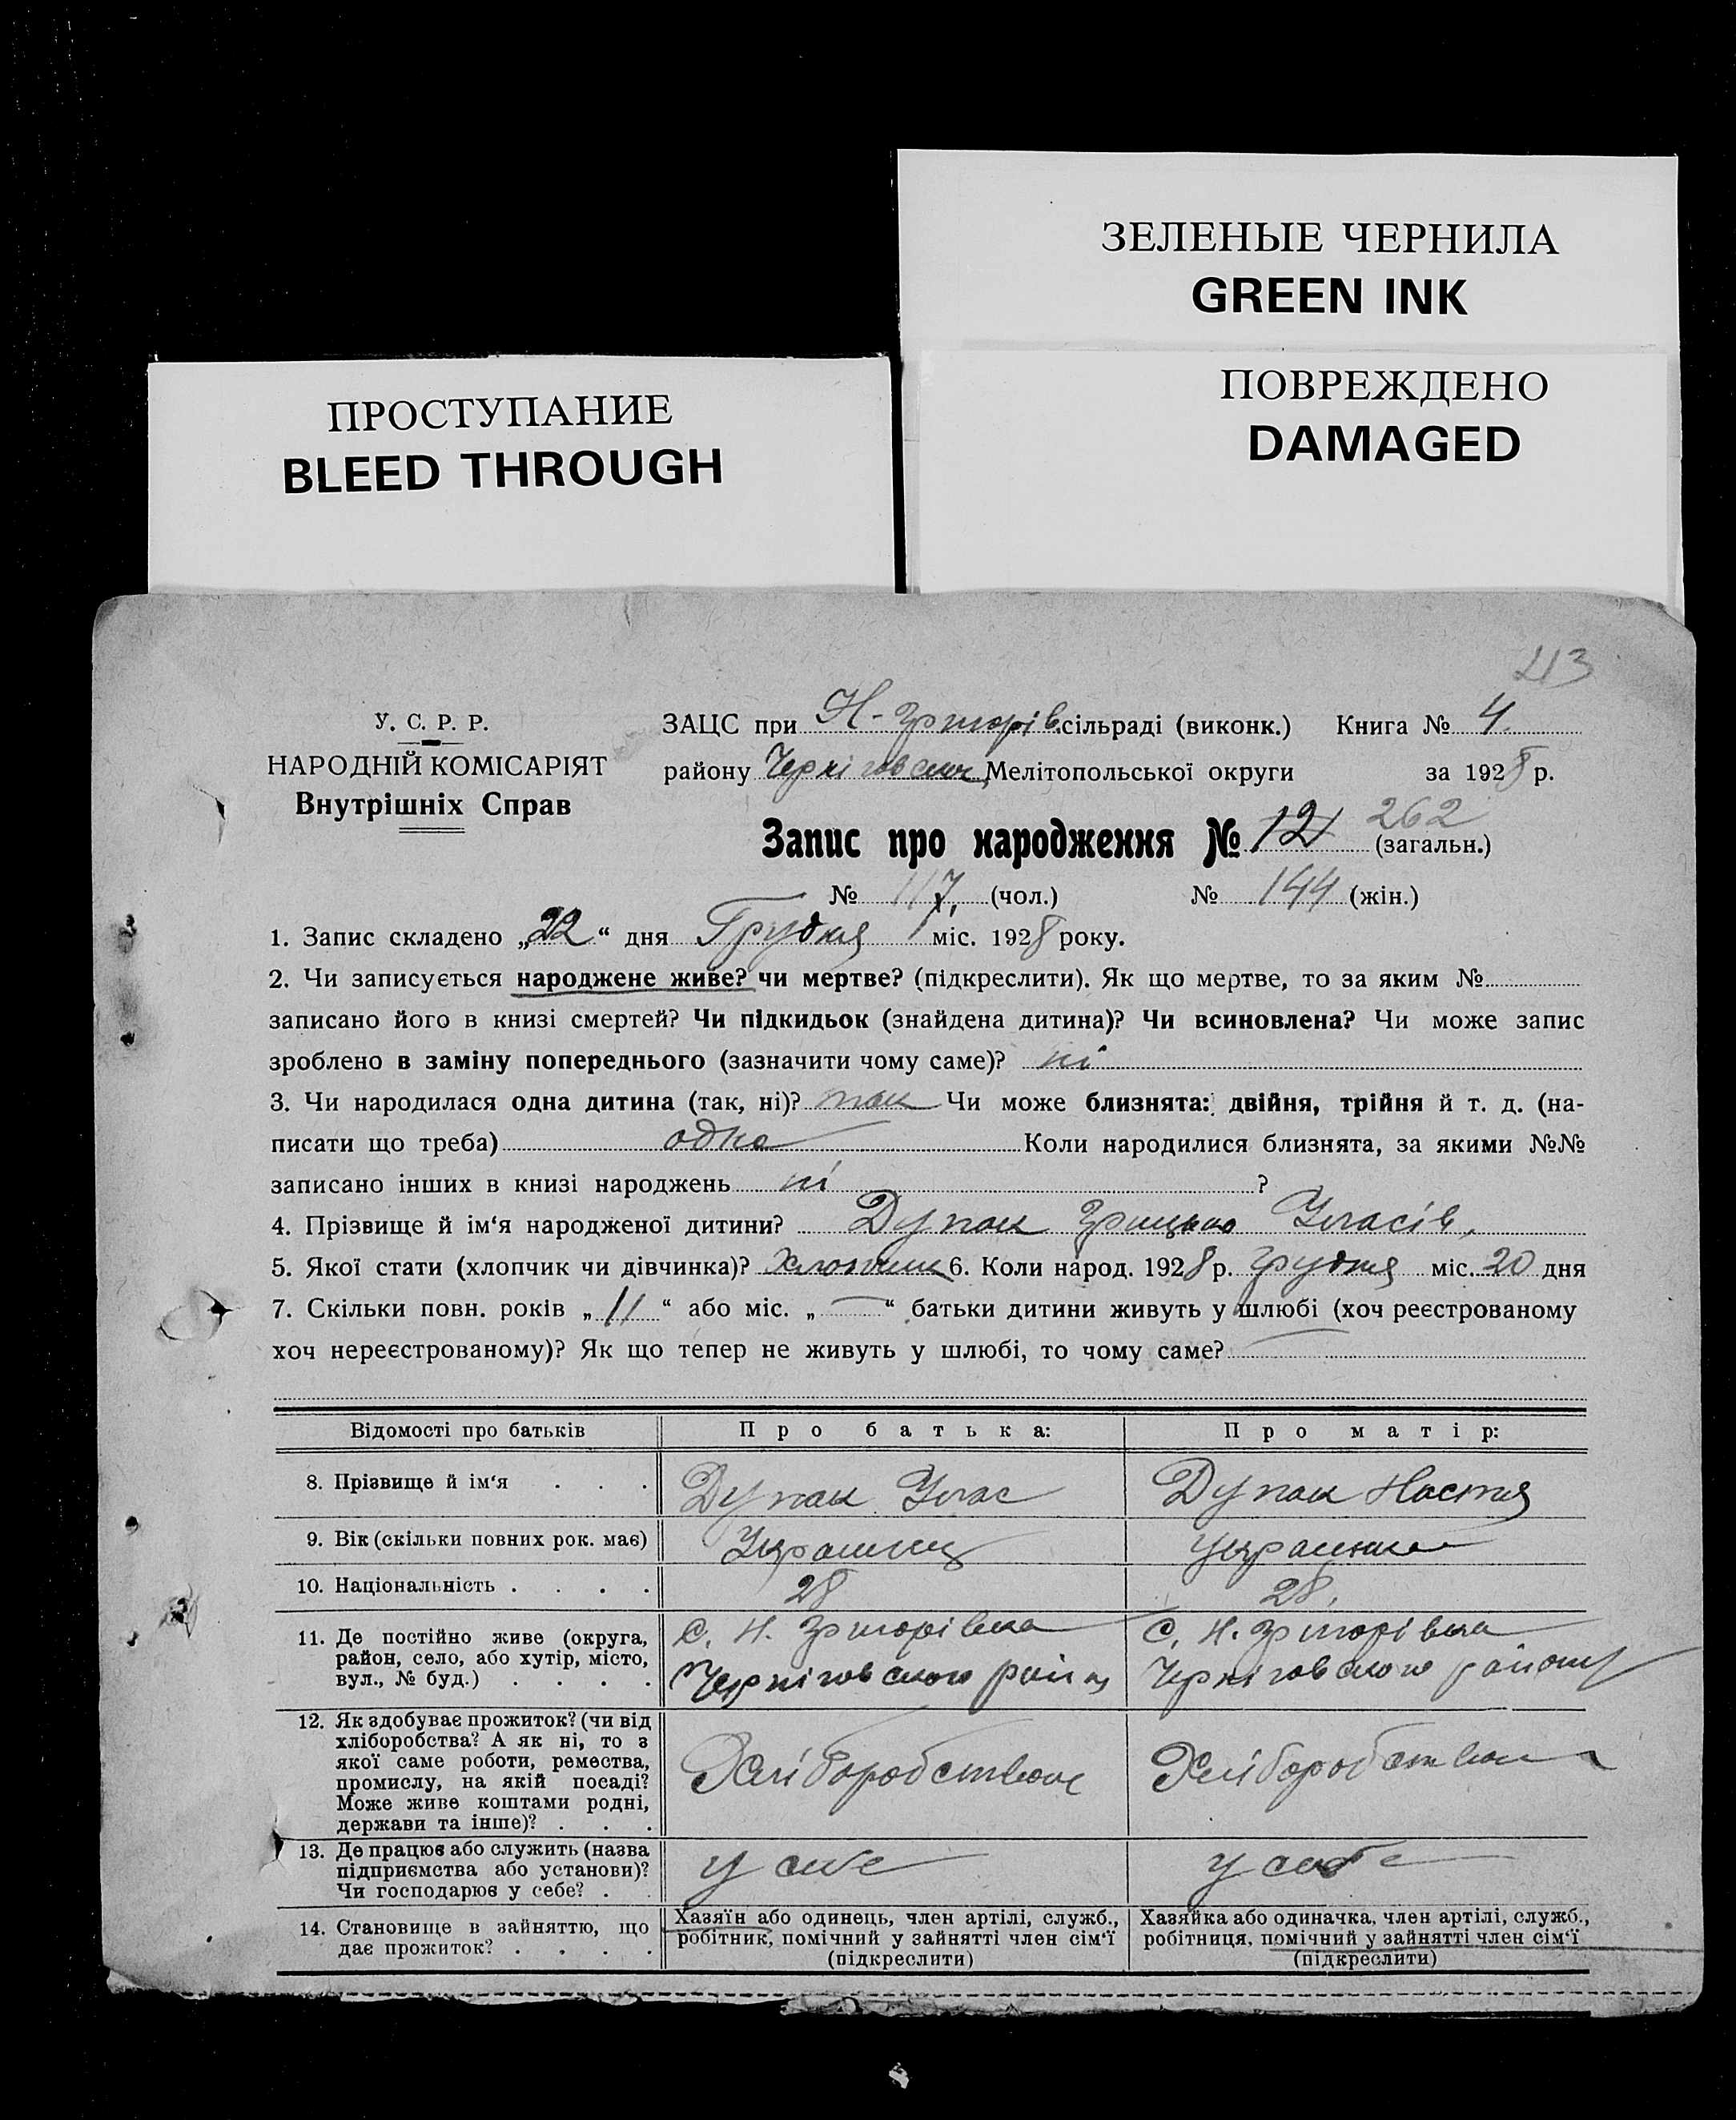 ЗЕЛЕНЫЕ ЧЕРНИЛА
GREEN INK
ПОВРЕЖДЕНО
DAMAGED
ПРОСТУПАНИЕ
BLEED THROUGH
У. С. Р. Р.
НАРОДНІЙ КОМІСАРІЯТ
Внутрішніх Справ
ЗАЦС при Н-Григорів. сільраді (виконк.) Книга № 4
району Мелітопольської округи за 1928 р.
262
Запис про народження № (загальн.)
№ 117, (чол.) № 144 (жін.)
1. Запис складено „22“ дня Грудня міс. 1928 року.
2. Чи записується народжене живе? чи мертве? (підкреслити). Як що мертве, то за яким №
записано його в книзі смертей? Чи підкидьок (знайдена дитина)? Чи всиновлена? Чи може запис
зроблено в заміну попереднього (зазначити чому саме)? ні
3. Чи народилася одна дитина (так, ні)? так Чи може близнята: двійня, трійня й т. д. (на-
писати що треба) одна Коли народилися близнята, за якими №№
записано інших в книзі народжень ні ?
4. Прізвище й ім‘я народженої дитини? Дупак Грицько Уласів,
5. Якої стати (хлопчик чи дівчинка)? Хлопчик 6. Коли народ. 1928 р. грудня міс. 20 дня
7. Скільки повн. років „11“ або міс. „—“ батьки дитини живуть у шлюбі (хоч реєстрованому
хоч нереєстрованому)? Як що тепер не живуть у шлюбі, то чому саме?
Відомості про батьків Про батька: Про матір:
8. Прізвище й ім‘я . . . Дупак Улас Дупак Настя
9. Вік (скільки повних рок. має) Українець Українка
10. Національність . . . . 28 28.
11. Де постійно живе (округа, район, село, або хутір, місто, вул., № буд.) . . . .
с. Н. Григорівка с. Н. Григорівка
Черніговського району Черніговського району
12. Як здобуває прожиток? (чи від
хліборобства? А як ні, то з
якої саме роботи, ремества,
промислу, на якій посаді?
Може живе коштами родні,
держави та інше)? . . .
Хліборобством Хліборобством
13. Де працює або служить (назва
підприємства або установи)?
Чи господарює у себе? .
у себе у себе
14. Становище в зайняттю, що
дає прожиток? . . . .
Хазяїн або одинець, член артілі, служб.,
робітник, помічний у зайнятті член сім‘ї
(підкреслити)
Хазяйка або одиначка, член артілі, служб.,
робітниця, помічний у зайнятті член сім‘ї
(підкреслити)